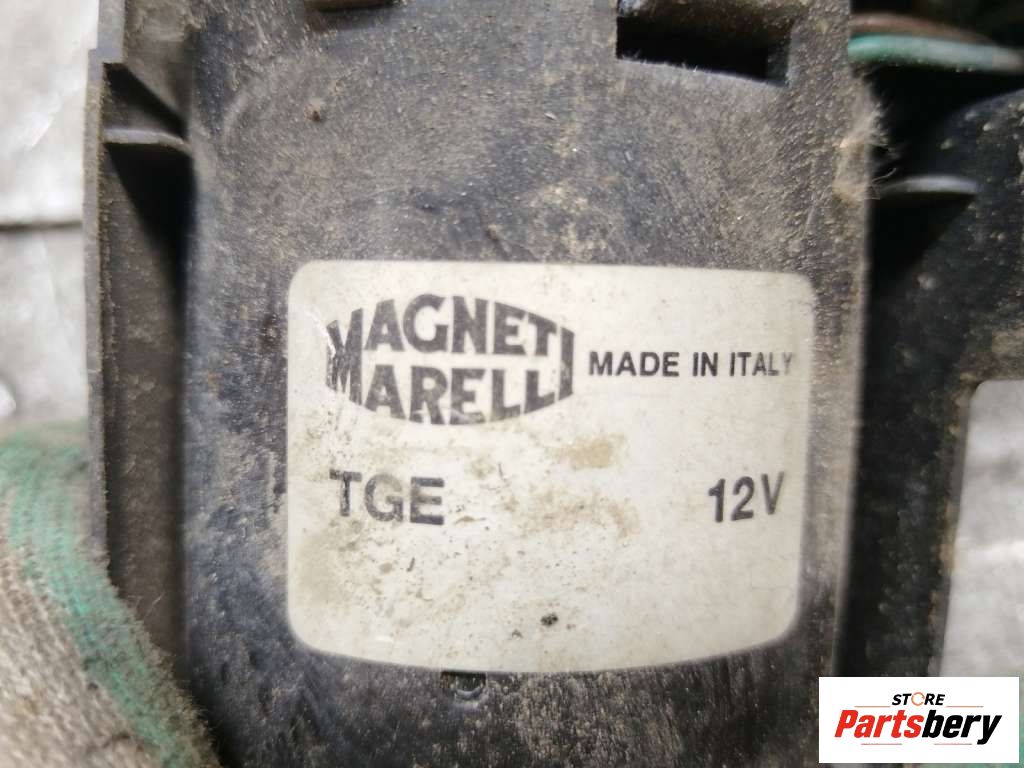 MAGNETI
MARELLI
MADE IN ITALY
TGE 12V
STORE
Partsbery